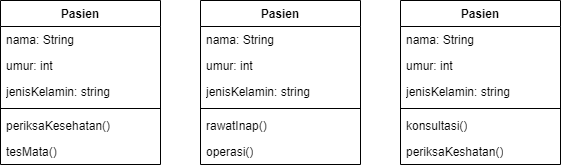 Pasien
nama: String
umur: int
jenisKelamin: string
periksaKesehatan()
tesMata()
Pasien
nama: String
umur: int
jenisKelamin: string
rawatInap()
operasi()
Pasien
nama: String
umur: int
jenisKelamin: string
konsultasi()
periksaKeshatan()